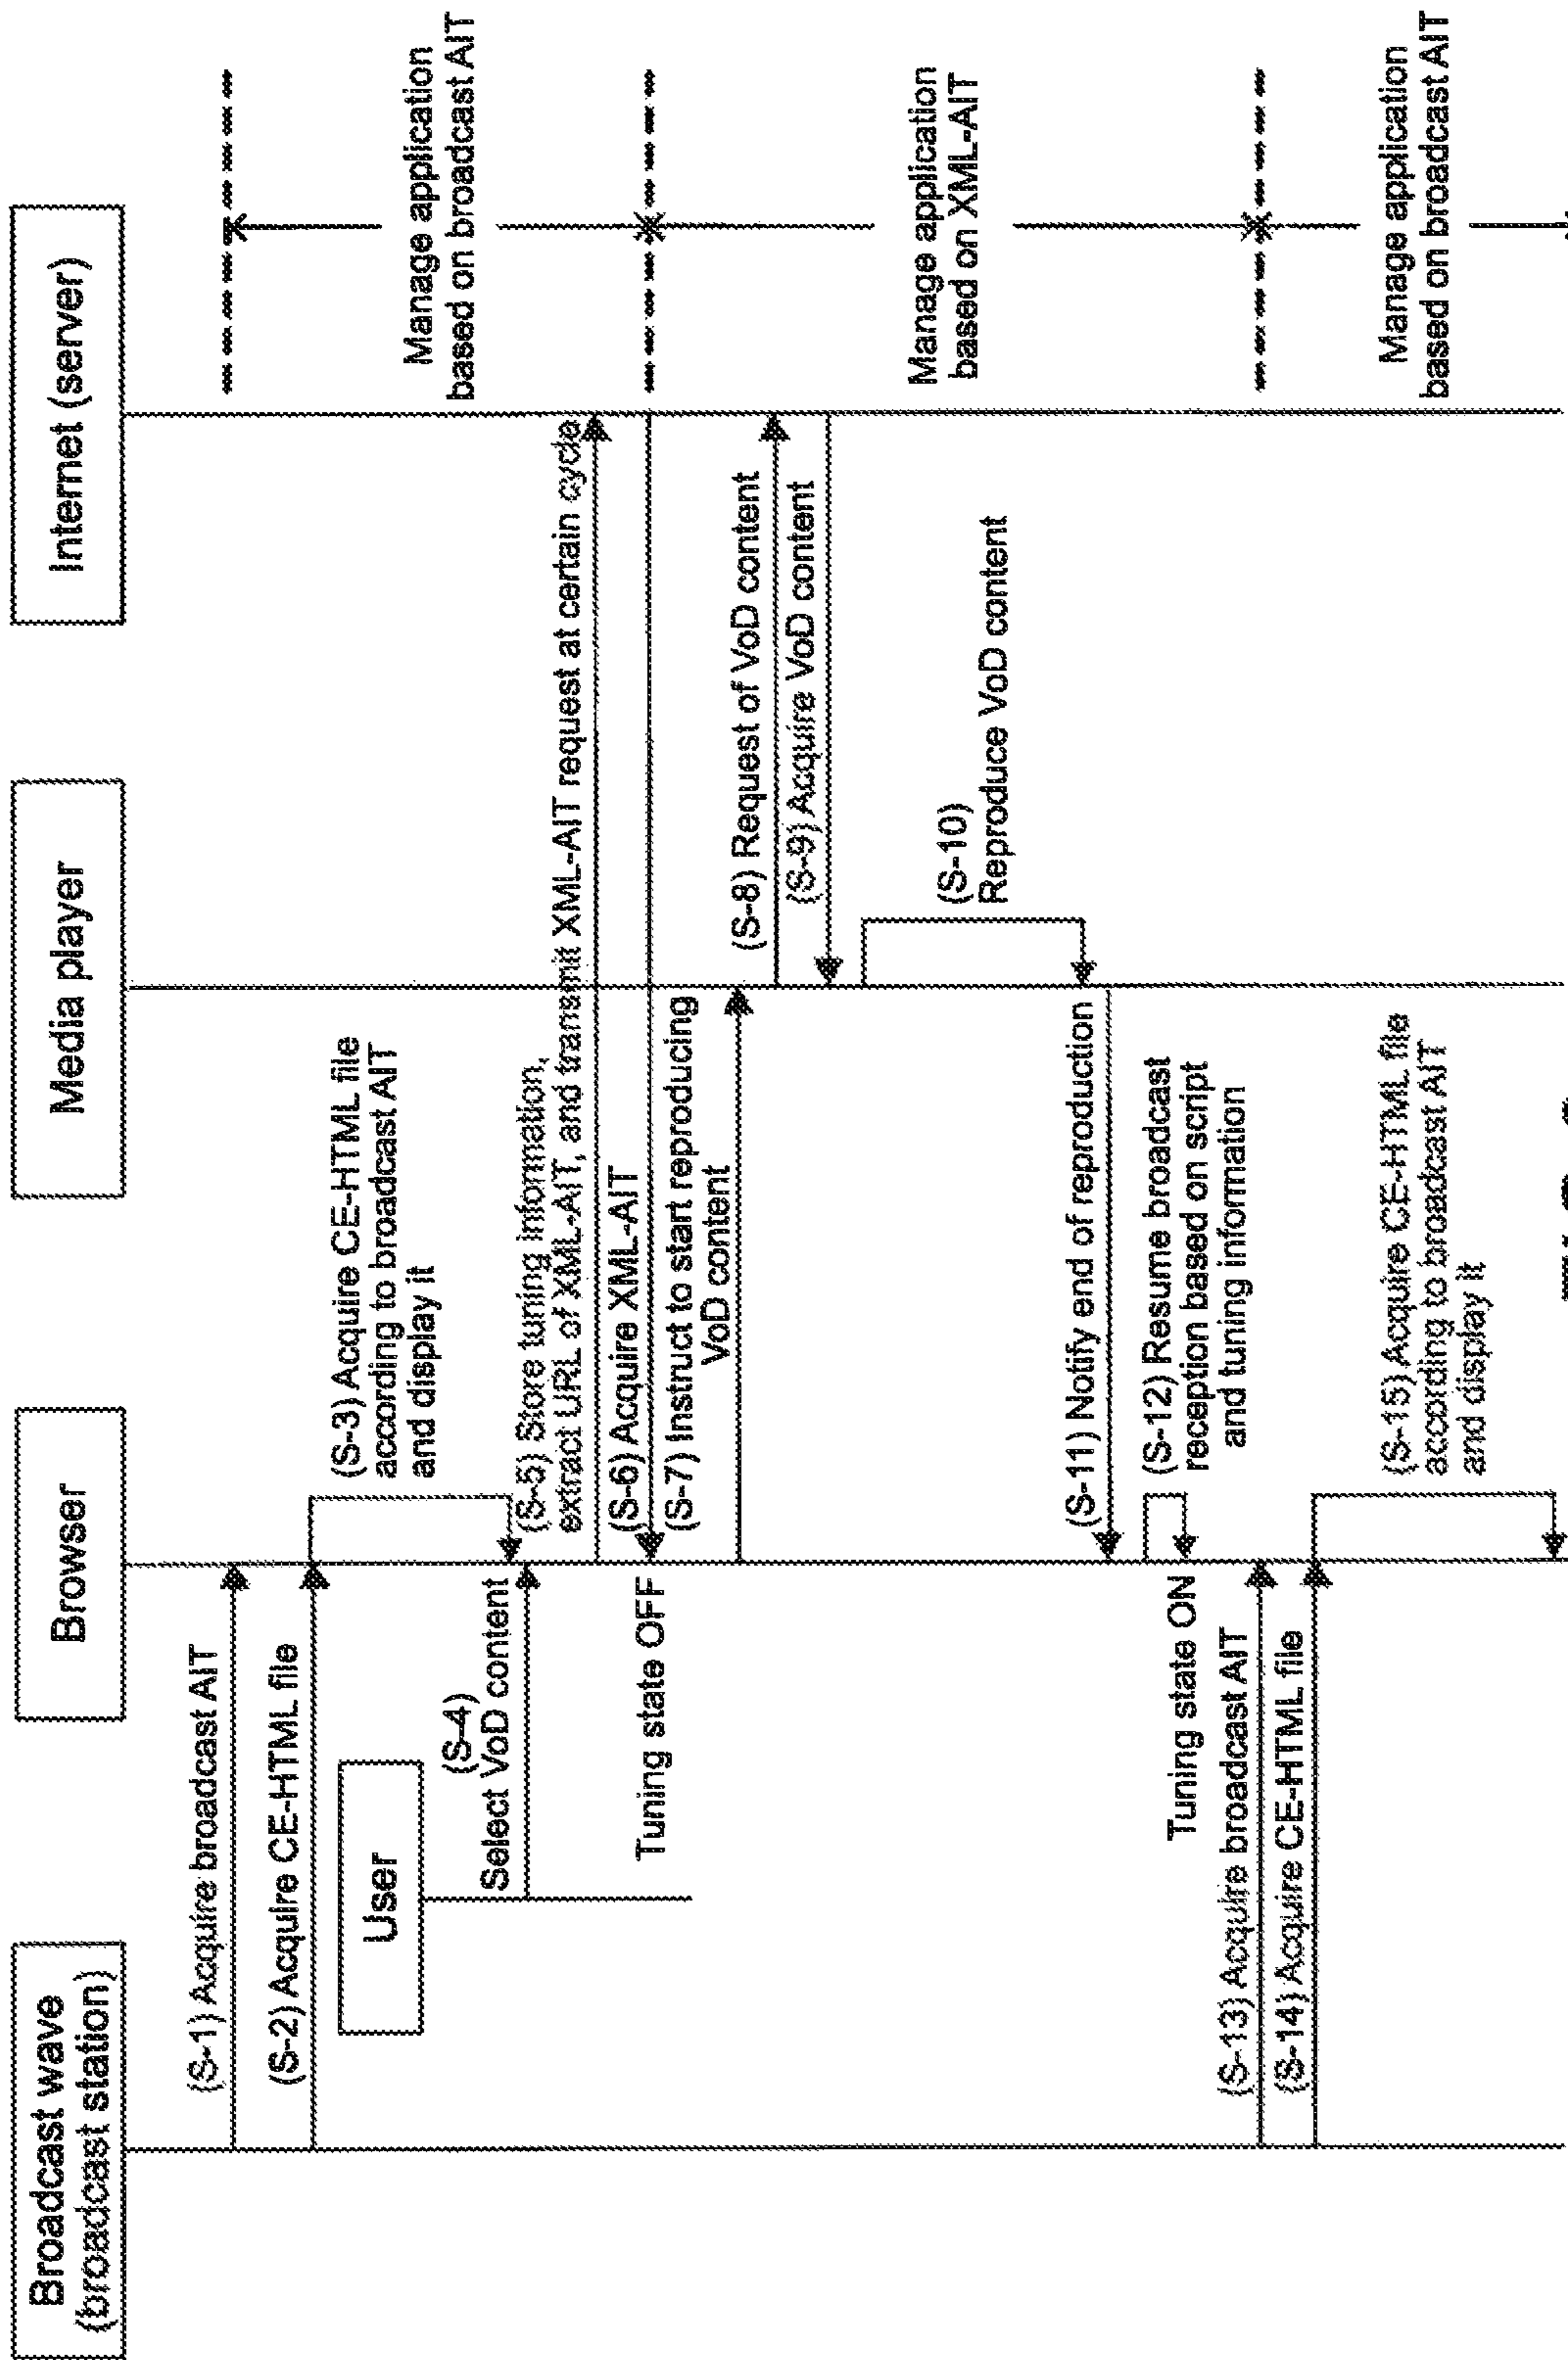 Broadcast wave
(broadcast station)
Browser
Media player
Internet (server)
(S-1) Acquire broadcast AIT
(S-2) Acquire CE-HTML file
(S-3) Acquire CE-HTML file
according to broadcast AIT
and display it
User
(S-4)
Select VoD content
(S-5) Store tuning information,
extract URL of XML-AIT, and transmit XML-AIT request at certain cycle
(S-6) Acquire XML-AIT
Tuning state OFF
(S-7) Instruct to start reproducing
VoD content
(S-8) Request of VoD content
(S-9) Acquire VoD content
(S-10)
Reproduce VoD content
(S-11) Notify end of reproduction
(S-12) Resume broadcast
reception based on script
and tuning information
Tuning state ON
(S-13) Acquire broadcast AIT
(S-14) Acquire CE-HTML file
(S-15) Acquire CE-HTML file
according to broadcast AIT
and display it
Manage application
based on broadcast AIT
Manage application
based on XML-AIT
Manage application
based on broadcast AIT